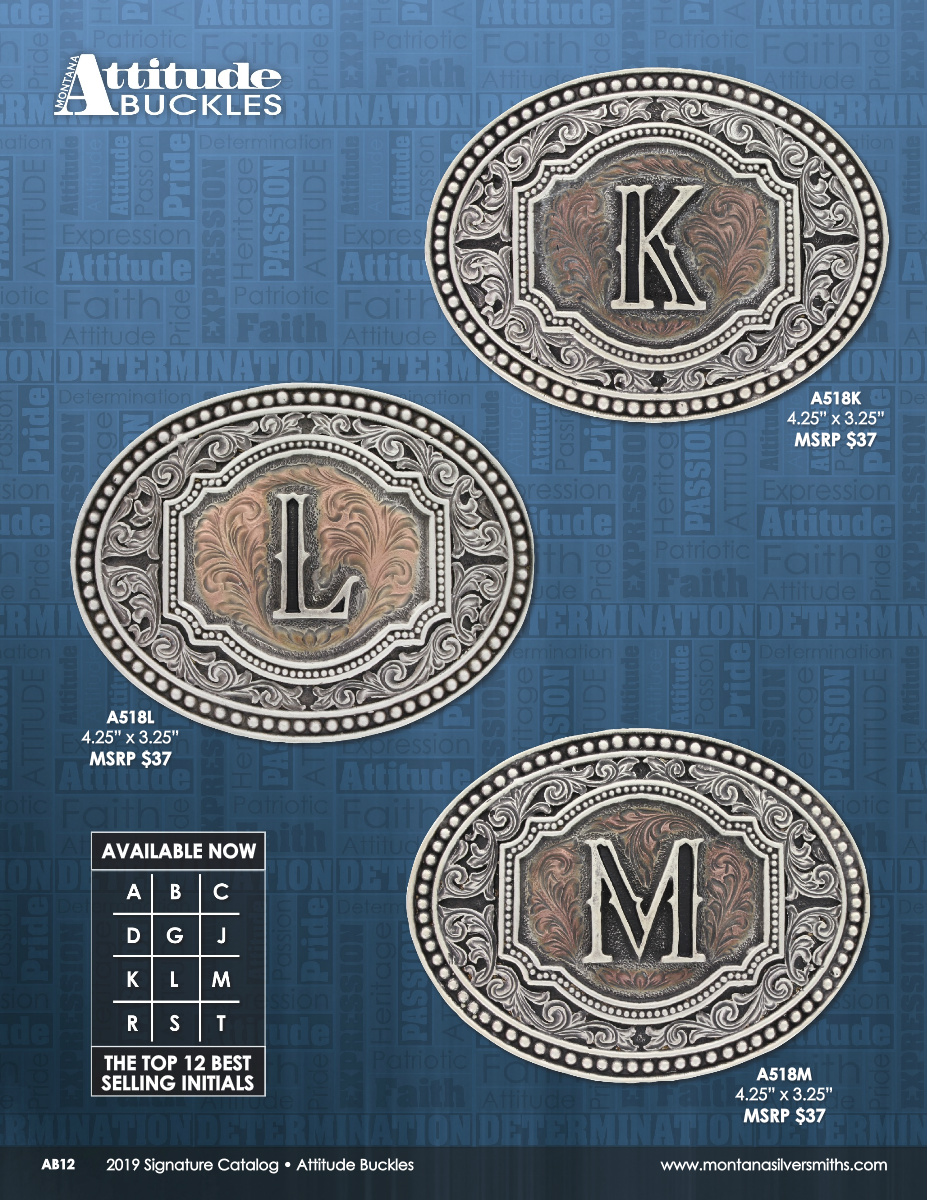 MONTANA
Attitude
BUCKLES
K
A518K
4.25” x 3.25”
MSRP $37
L
A518L
4.25” x 3.25”
MSRP $37
M
A518M
4.25” x 3.25”
MSRP $37
AVAILABLE NOW
A B C
D G J
K L M
R S T
THE TOP 12 BEST
SELLING INITIALS
AB12 2019 Signature Catalog • Attitude Buckles www.montanasilversmiths.com